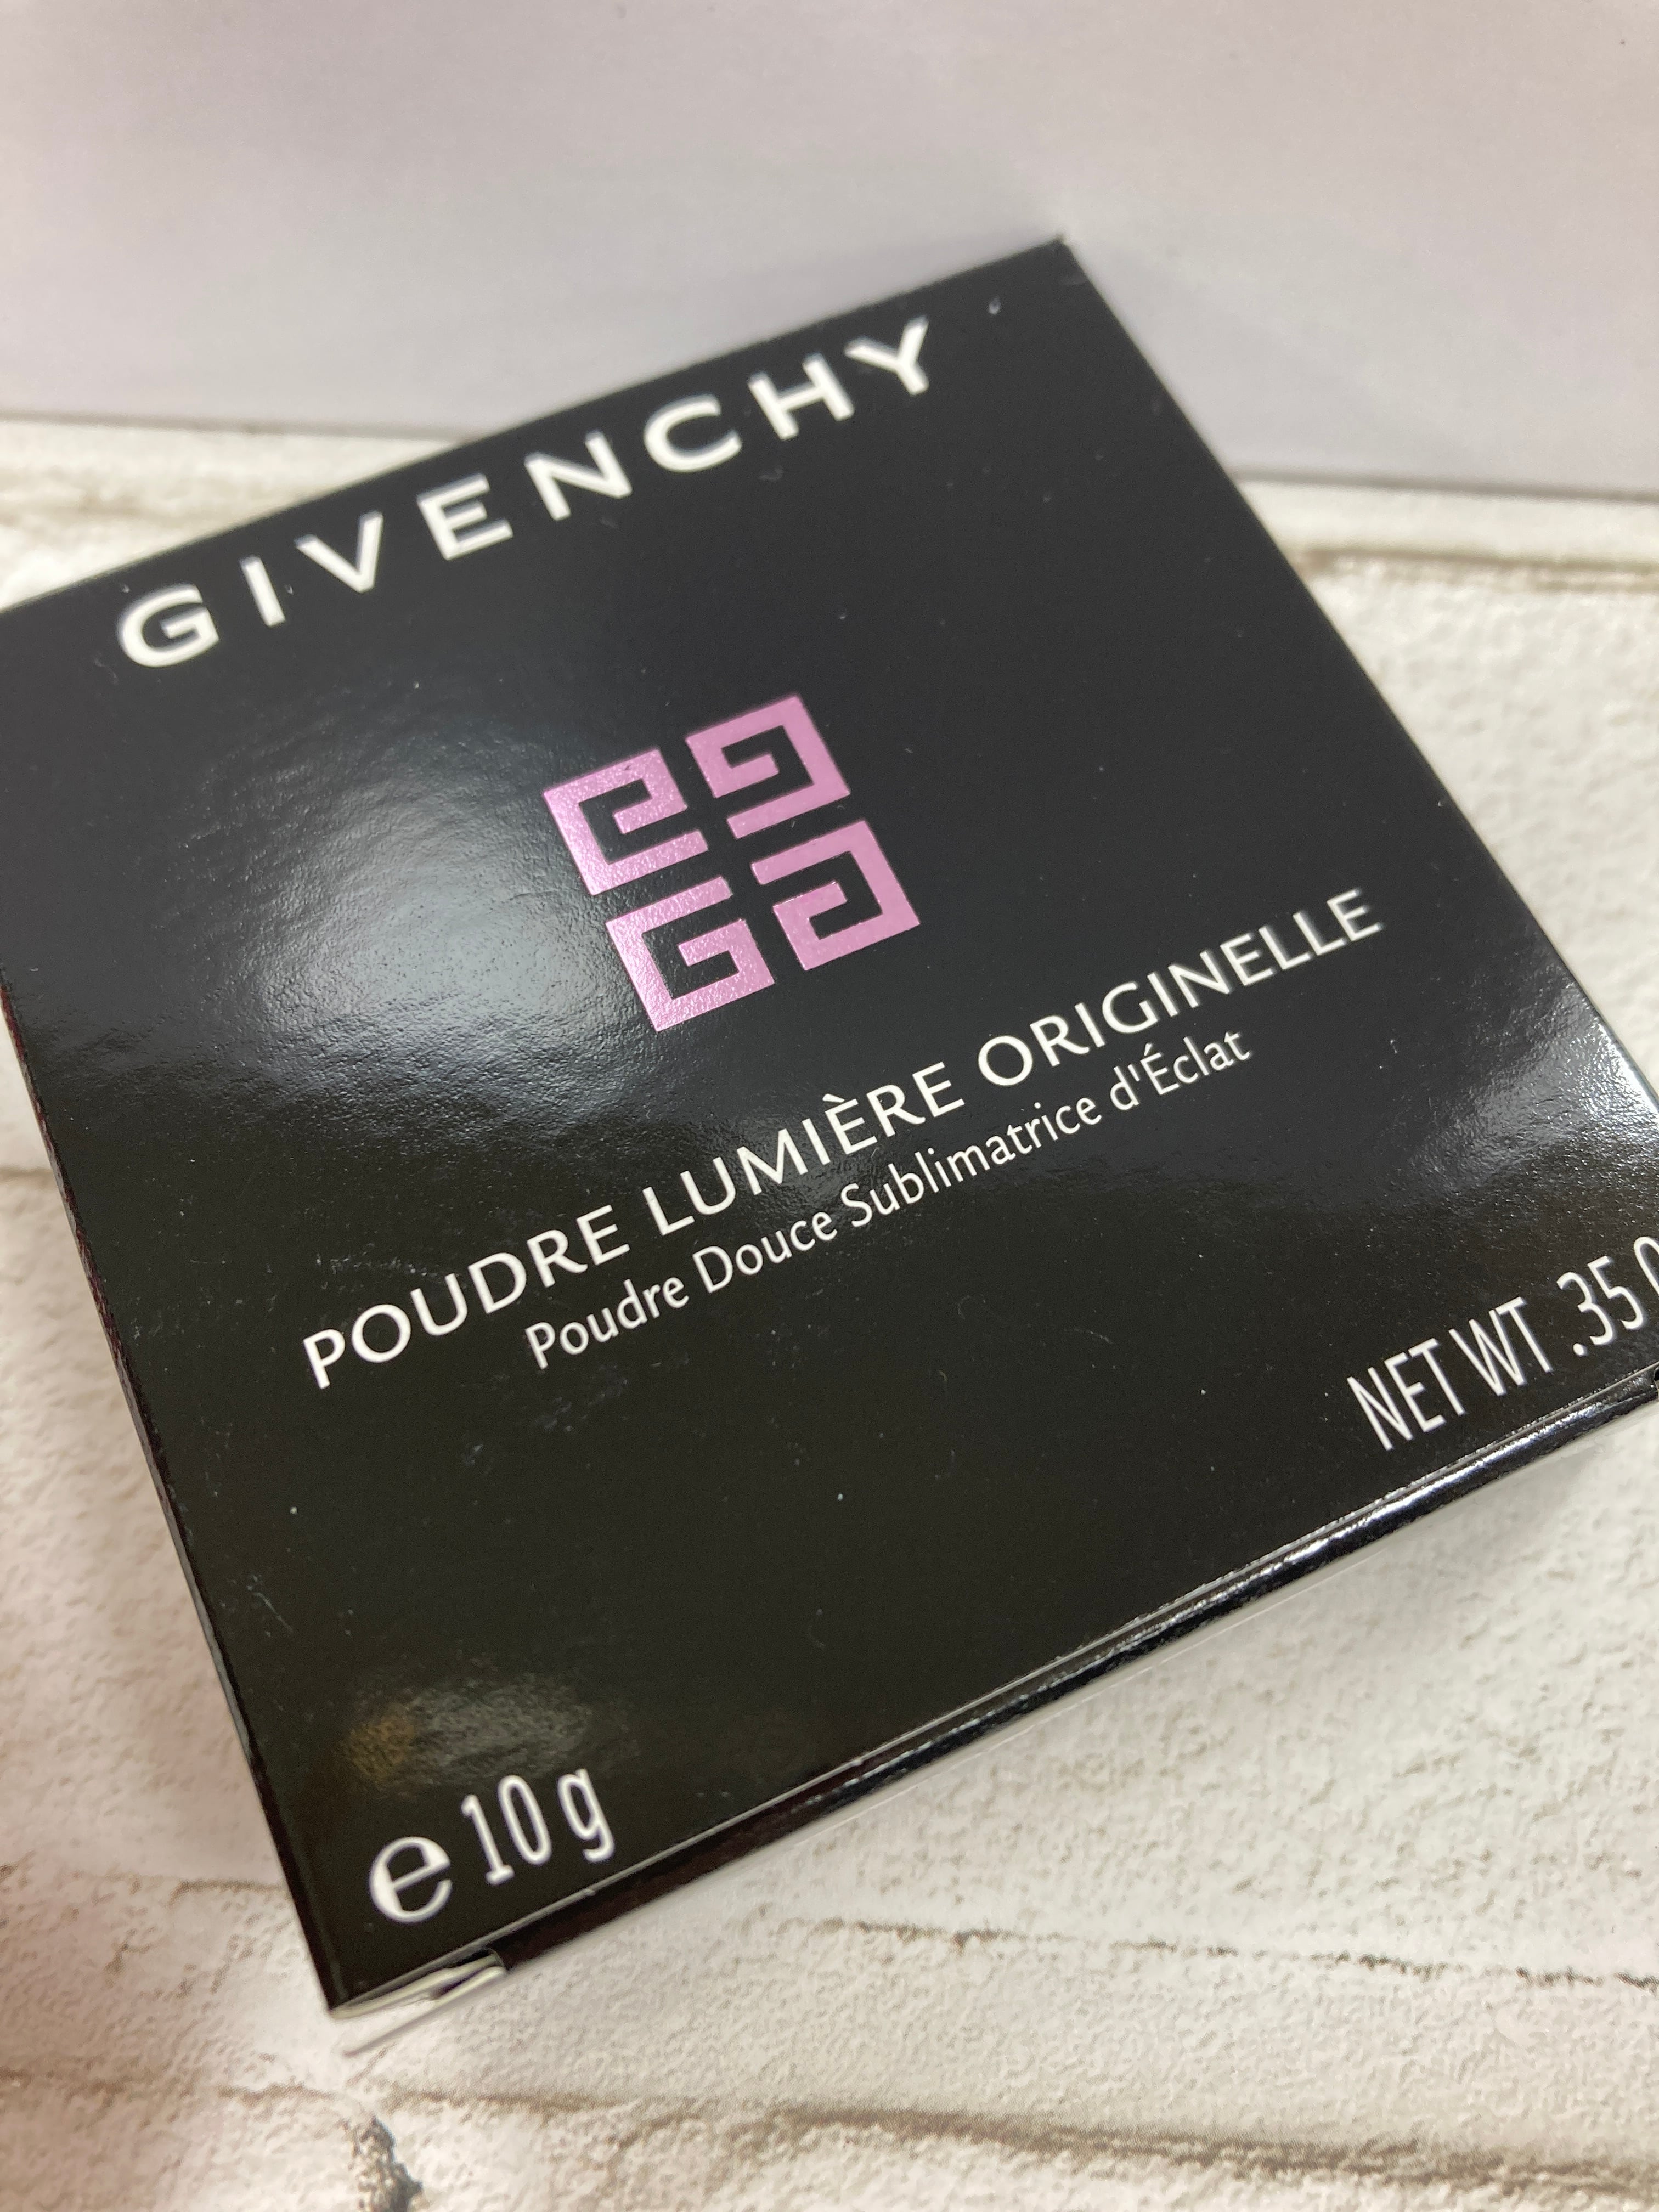 GIVENCHY
POUDRE LUMIÈRE ORIGINELLE
Poudre Douce Sublimatrice d'Éclat
NET WT .35
e 10 g